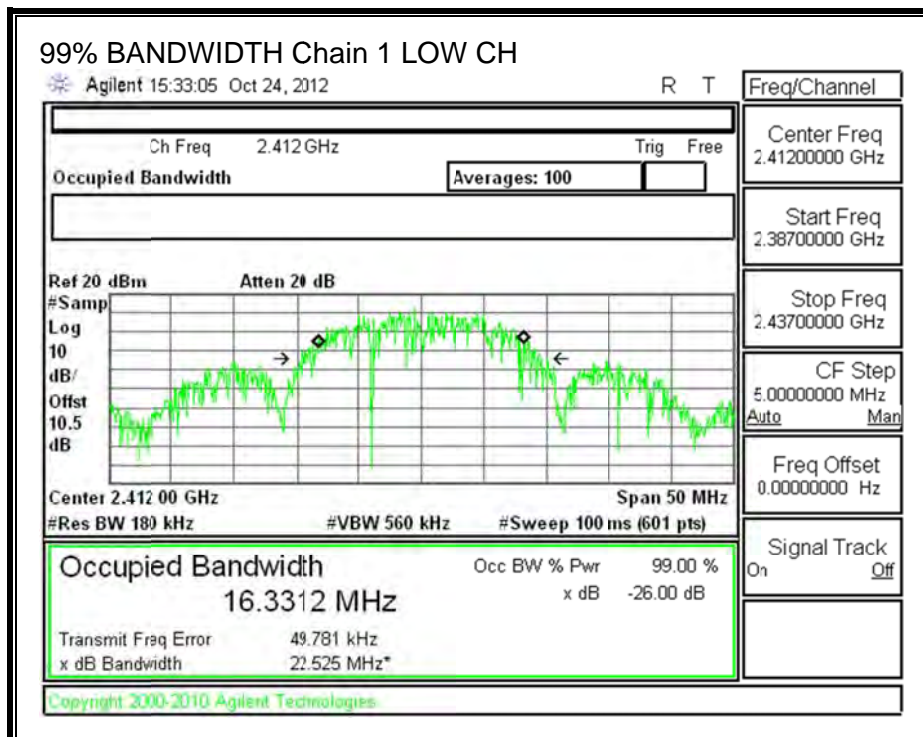 99% BANDWIDTH Chain 1 LOW CH
Agilent 15:33:05 Oct 24, 2012 R T
Freq/Channel
Ch Freq 2.412 GHz Trig Free
Occupied Bandwidth Averages: 100
Center Freq
2.41200000 GHz
Start Freq
2.38700000 GHz
Stop Freq
2.43700000 GHz
CF Step
5.00000000 MHz
Auto Man
Freq Offset
0.00000000 Hz
Signal Track
On Off
Ref 20 dBm Atten 20 dB
#Samp
Log
10
dB/
Offst
10.5
dB
Center 2.412 00 GHz Span 50 MHz
#Res BW 180 kHz #VBW 560 kHz #Sweep 100 ms (601 pts)
Occupied Bandwidth
16.3312 MHz
Occ BW % Pwr 99.00 %
x dB -26.00 dB
Transmit Freq Error 49.781 kHz
x dB Bandwidth 22.525 MHz*
Copyright 2000-2010 Agilent Technologies